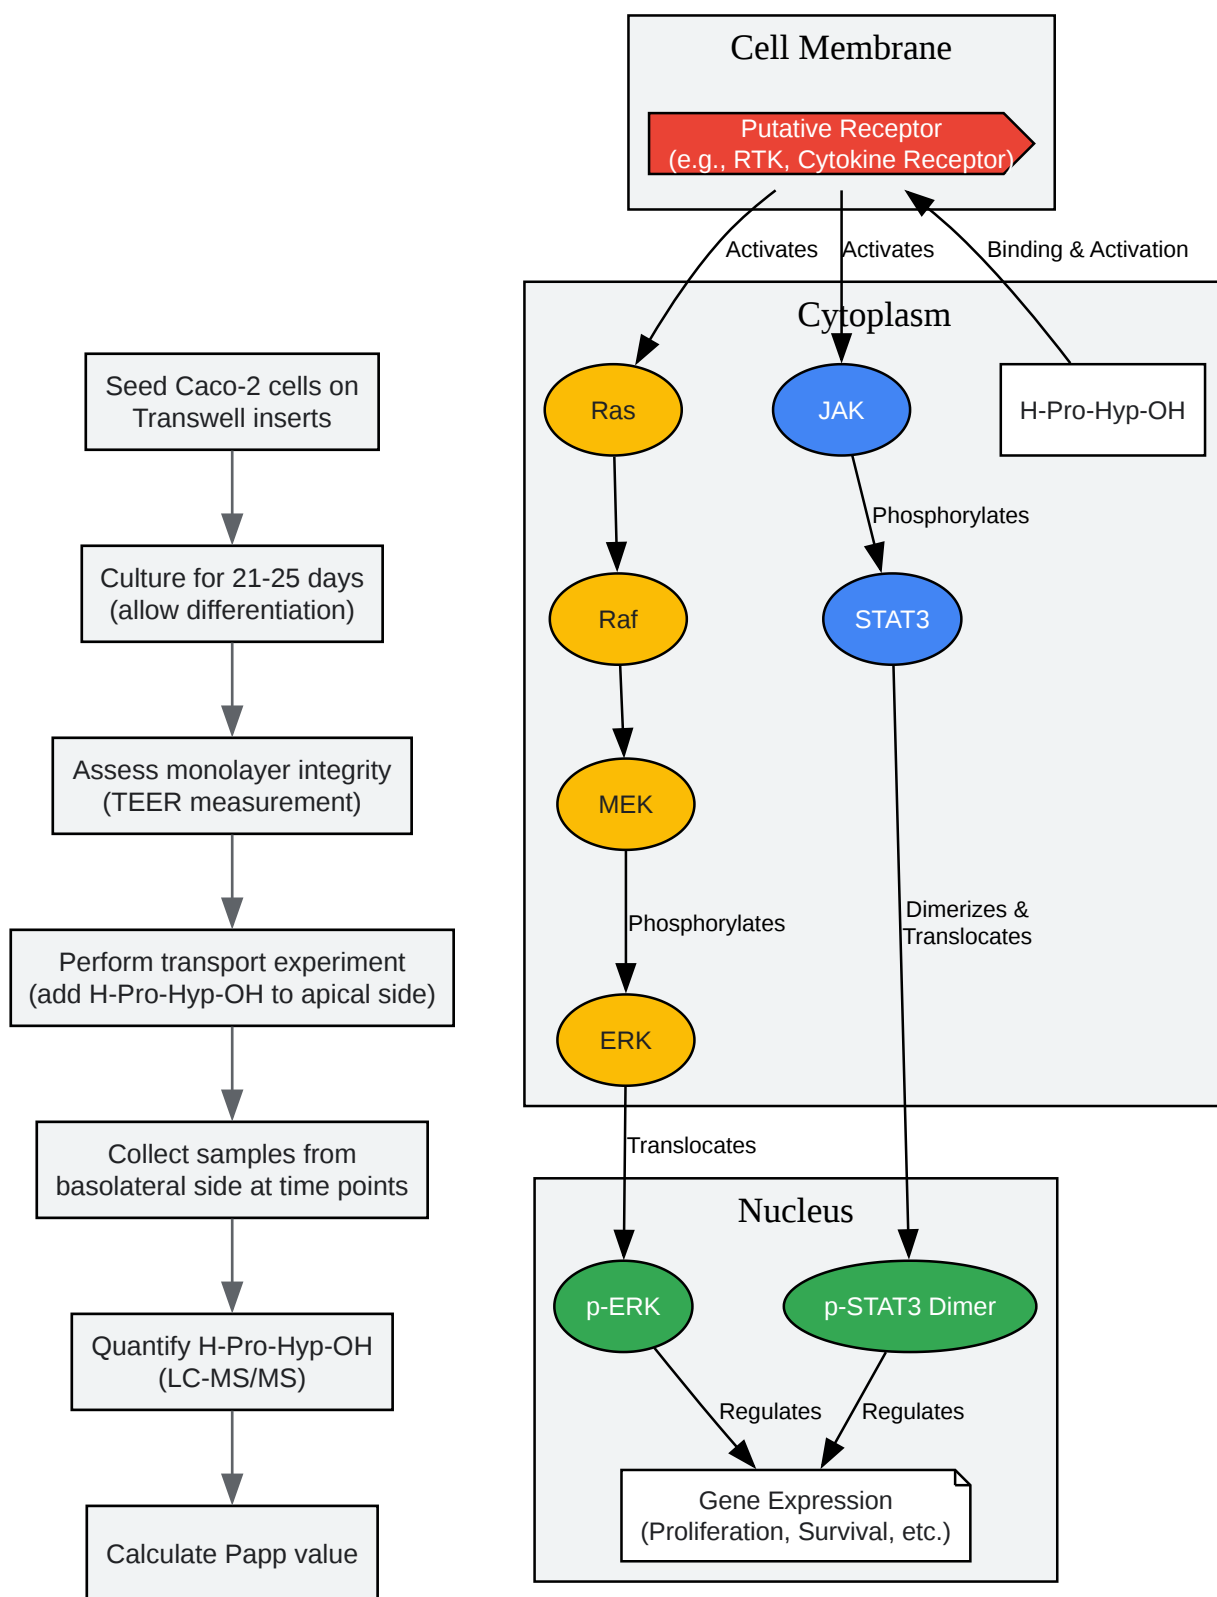 Seed Caco-2 cells on
Transwell inserts
Culture for 21-25 days
(allow differentiation)
Assess monolayer integrity
(TEER measurement)
Perform transport experiment
(add H-Pro-Hyp-OH to apical side)
Collect samples from
basolateral side at time points
Quantify H-Pro-Hyp-OH
(LC-MS/MS)
Calculate Papp value
Cell Membrane
Putative Receptor
(e.g., RTK, Cytokine Receptor)
Activates
Activates
Binding & Activation
Cytoplasm
Ras
JAK
H-Pro-Hyp-OH
Phosphorylates
Raf
STAT3
MEK
Phosphorylates
Dimerizes &
Translocates
ERK
Translocates
Nucleus
p-ERK
p-STAT3 Dimer
Regulates
Regulates
Gene Expression
(Proliferation, Survival, etc.)